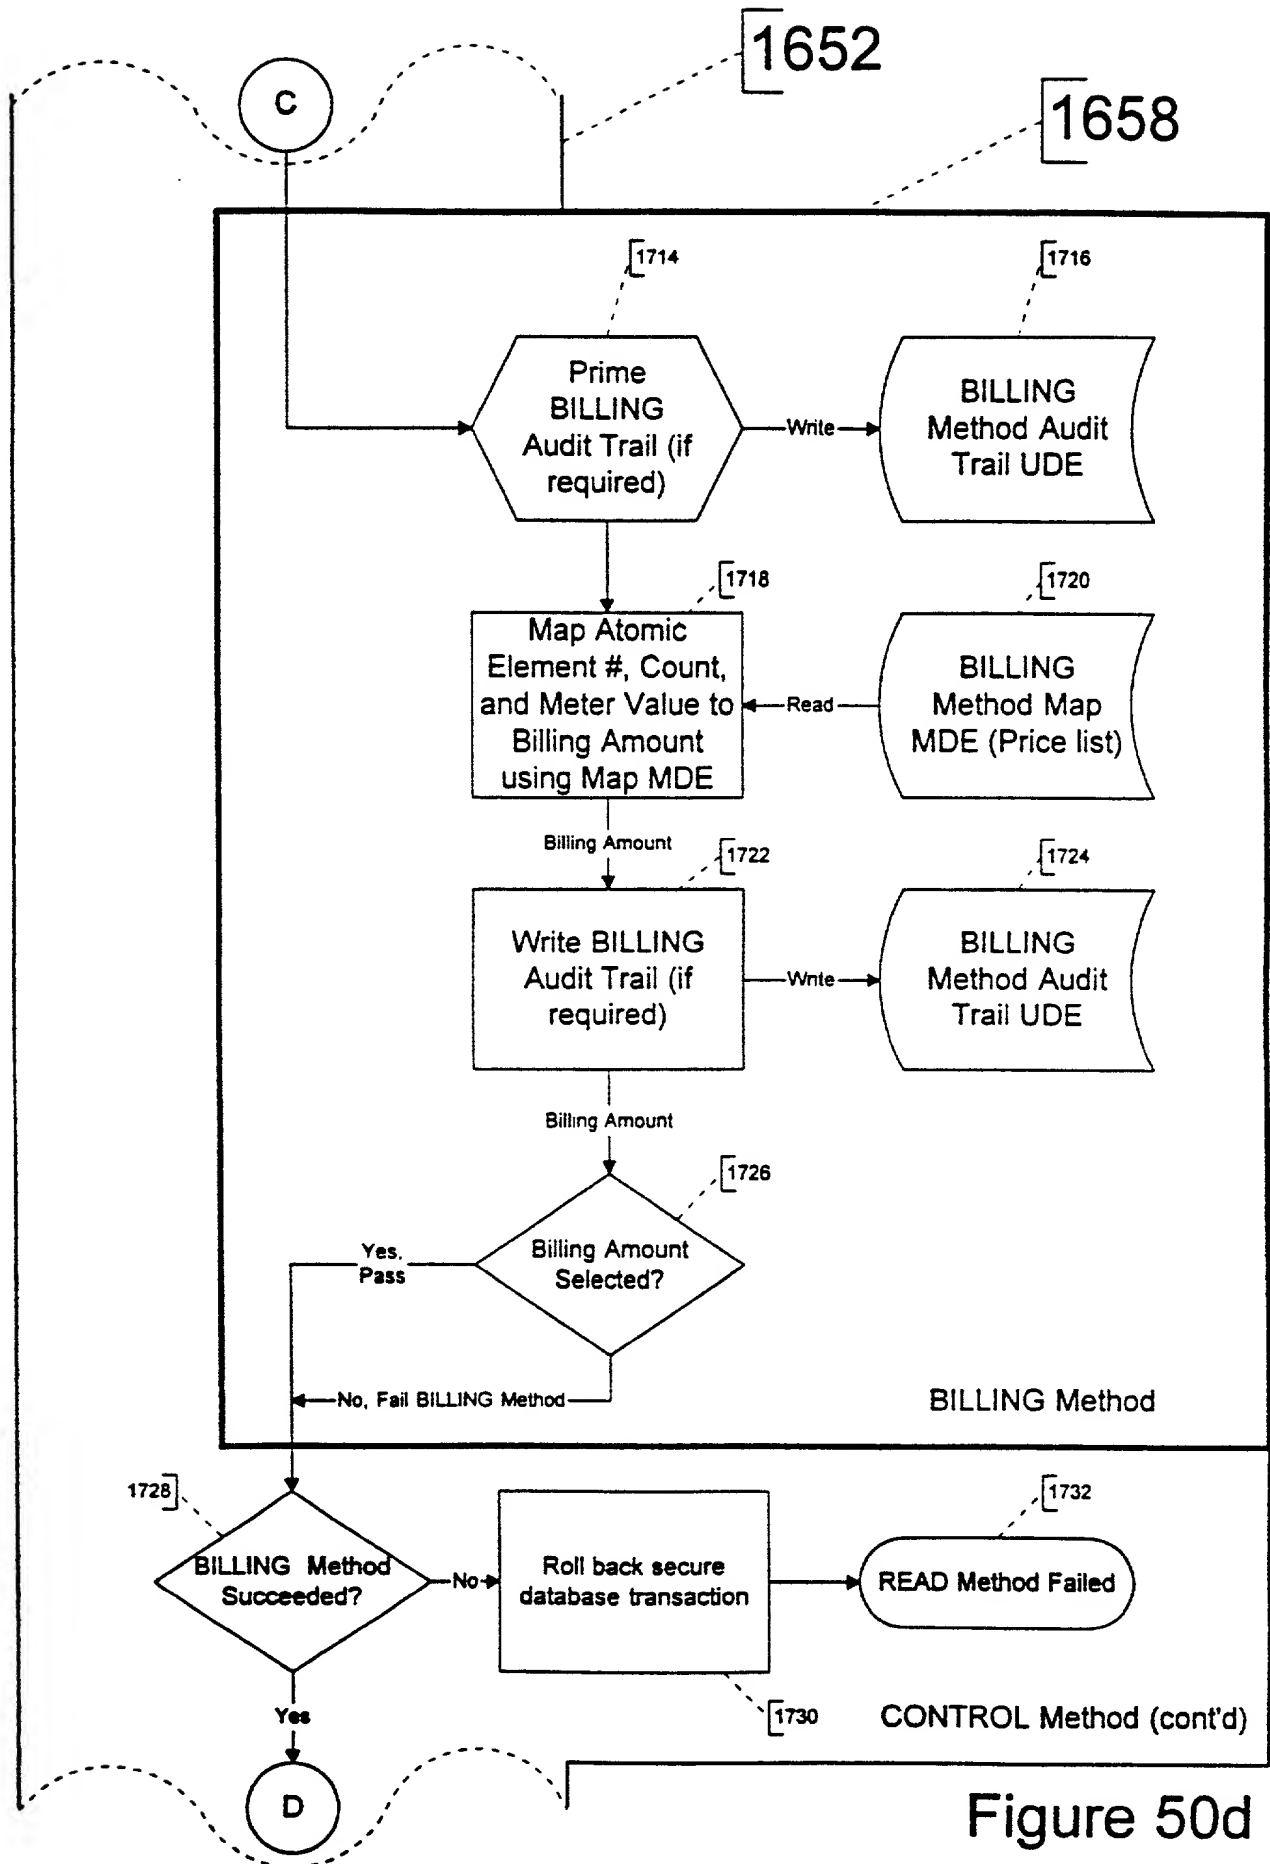 1652
C
1658
1714
1716
Prime
BILLING
Audit Trail (if
required)
Write
BILLING
Method Audit
Trail UDE
1718
1720
Map Atomic
Element #, Count,
and Meter Value to
Billing Amount
using Map MDE
Read
BILLING
Method Map
MDE (Price list)
Billing Amount
1722
1724
Write BILLING
Audit Trail (if
required)
Write
BILLING
Method Audit
Trail UDE
Billing Amount
1726
Yes,
Pass
Billing Amount
Selected?
No, Fail BILLING Method
BILLING Method
1728
1732
BILLING Method
Succeeded?
No
Roll back secure
database transaction
READ Method Failed
Yes
1730
CONTROL Method (cont'd)
D
Figure 50d